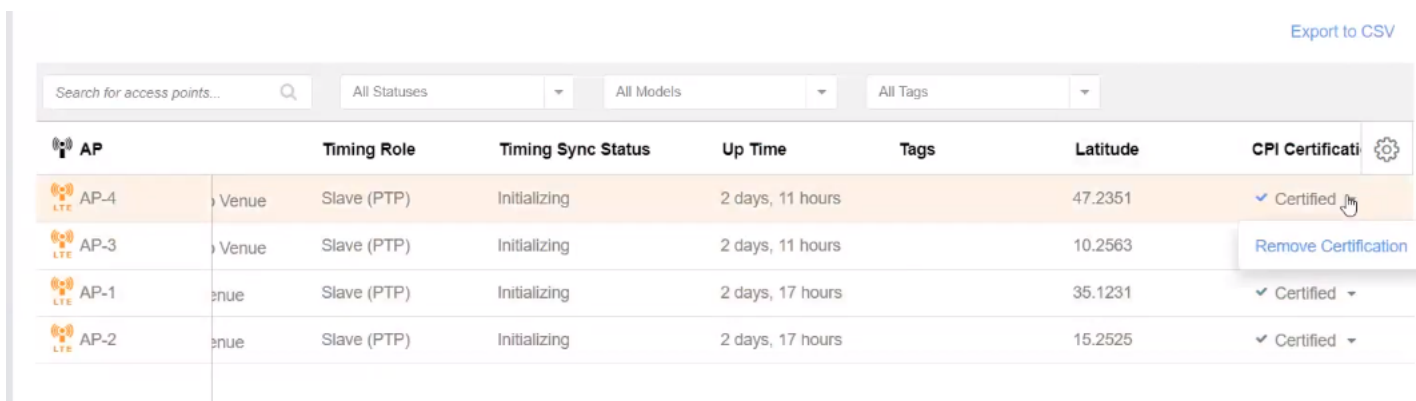 Export to CSV
Search for access points... All Statuses All Models All Tags
AP Timing Role Timing Sync Status Up Time Tags Latitude CPI Certificati
LTE AP-4 Venue Slave (PTP) Initializing 2 days, 11 hours 47.2351 Certified
LTE AP-3 Venue Slave (PTP) Initializing 2 days, 11 hours 10.2563 Remove Certification
LTE AP-1 enue Slave (PTP) Initializing 2 days, 17 hours 35.1231 Certified
LTE AP-2 enue Slave (PTP) Initializing 2 days, 17 hours 15.2525 Certified